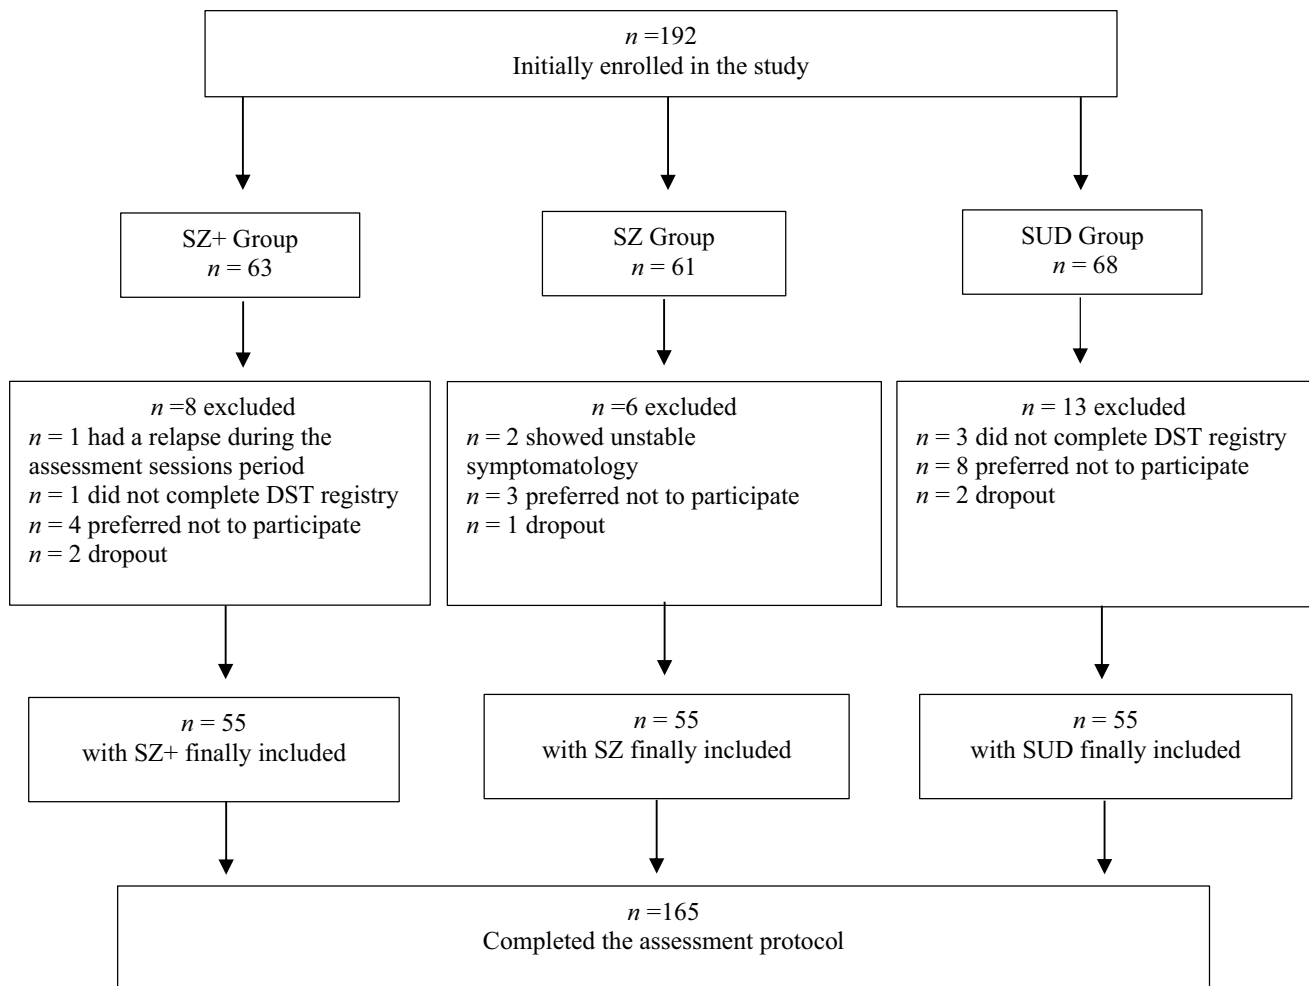 n =192
Initially enrolled in the study
SZ+ Group
n = 63
SZ Group
n = 61
SUD Group
n = 68
n =8 excluded
n = 1 had a relapse during the
assessment sessions period
n = 1 did not complete DST registry
n = 4 preferred not to participate
n = 2 dropout
n =6 excluded
n = 2 showed unstable
symptomatology
n = 3 preferred not to participate
n = 1 dropout
n = 13 excluded
n = 3 did not complete DST registry
n = 8 preferred not to participate
n = 2 dropout
n = 55
with SZ+ finally included
n = 55
with SZ finally included
n = 55
with SUD finally included
n =165
Completed the assessment protocol